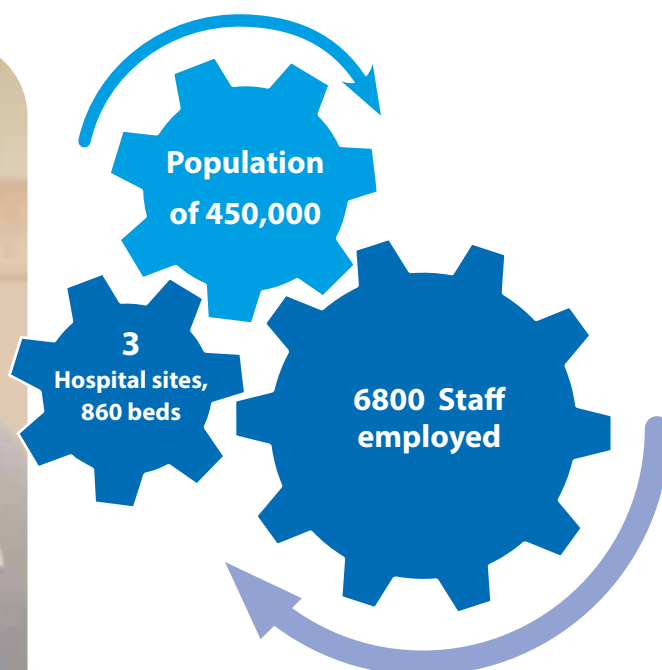 Population
of 450,000
3
Hospital sites,
860 beds
6800 Staff
employed